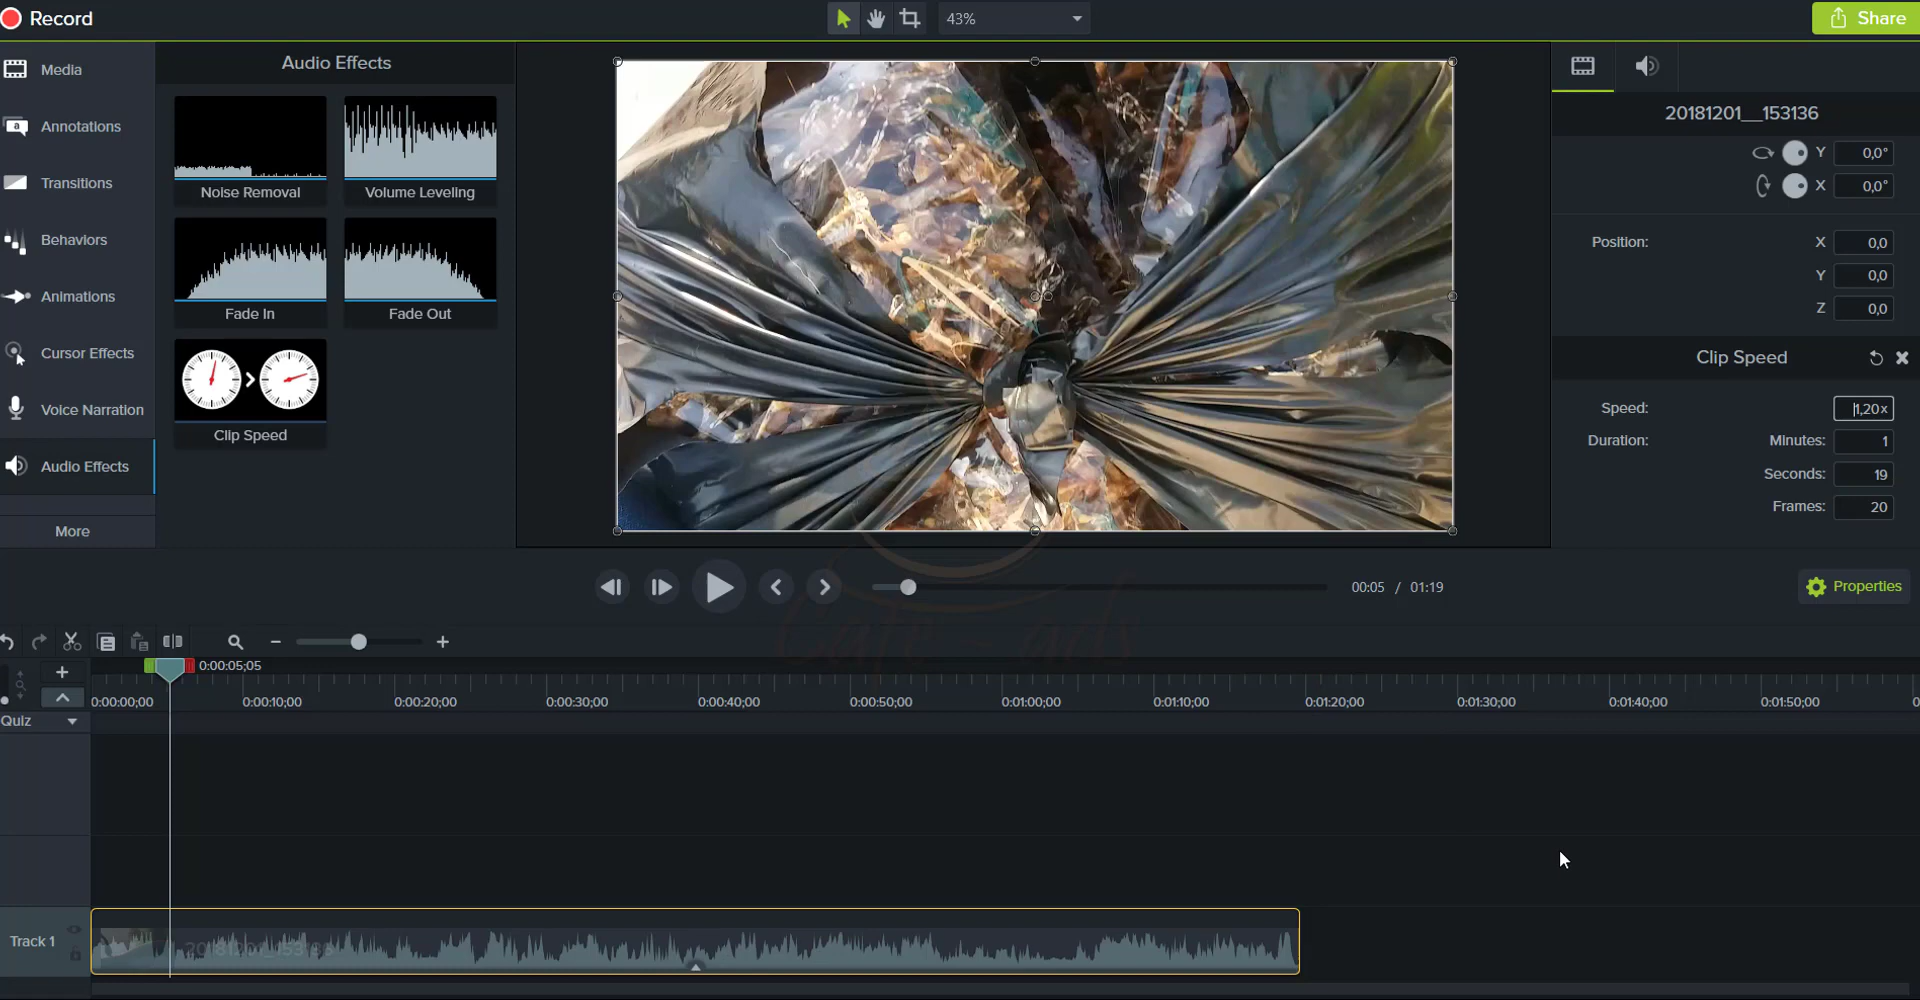 Record
43%
Share
Media
Annotations
Transitions
Behaviors
Animations
Cursor Effects
Voice Narration
Audio Effects
More
Audio Effects
Noise Removal
Volume Leveling
Fade In
Fade Out
Clip Speed
20181201__153136
Y 0,0°
X 0,0°
Position: X 0,0
Y 0,0
Z 0,0
Clip Speed
Speed: 1,20x
Duration: Minutes: 1
Seconds: 19
Frames: 20
00:05 / 01:19
Properties
0:00:05;05
0:00:00;00 0:00:10;00 0:00:20;00 0:00:30;00 0:00:40;00 0:00:50;00 0:01:00;00 0:01:10;00 0:01:20;00 0:01:30;00 0:01:40;00 0:01:50;00
Quiz
Track 1